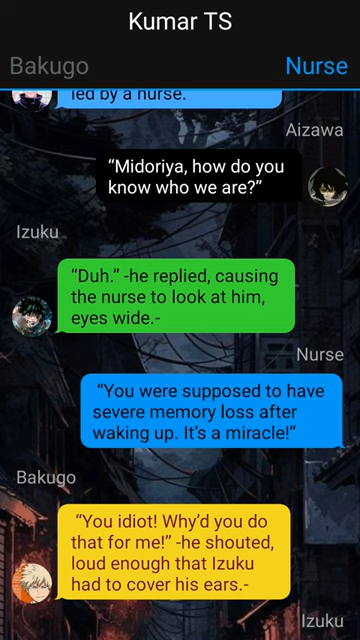 Kumar TS
Bakugo
Nurse
led by a nurse.
Aizawa
“Midoriya, how do you
know who we are?”
Izuku
“Duh.” -he replied, causing
the nurse to look at him,
eyes wide.-
Nurse
“You were supposed to have
severe memory loss after
waking up. It’s a miracle!”
Bakugo
“You idiot! Why’d you do
that for me!” -he shouted,
loud enough that Izuku
had to cover his ears.-
Izuku